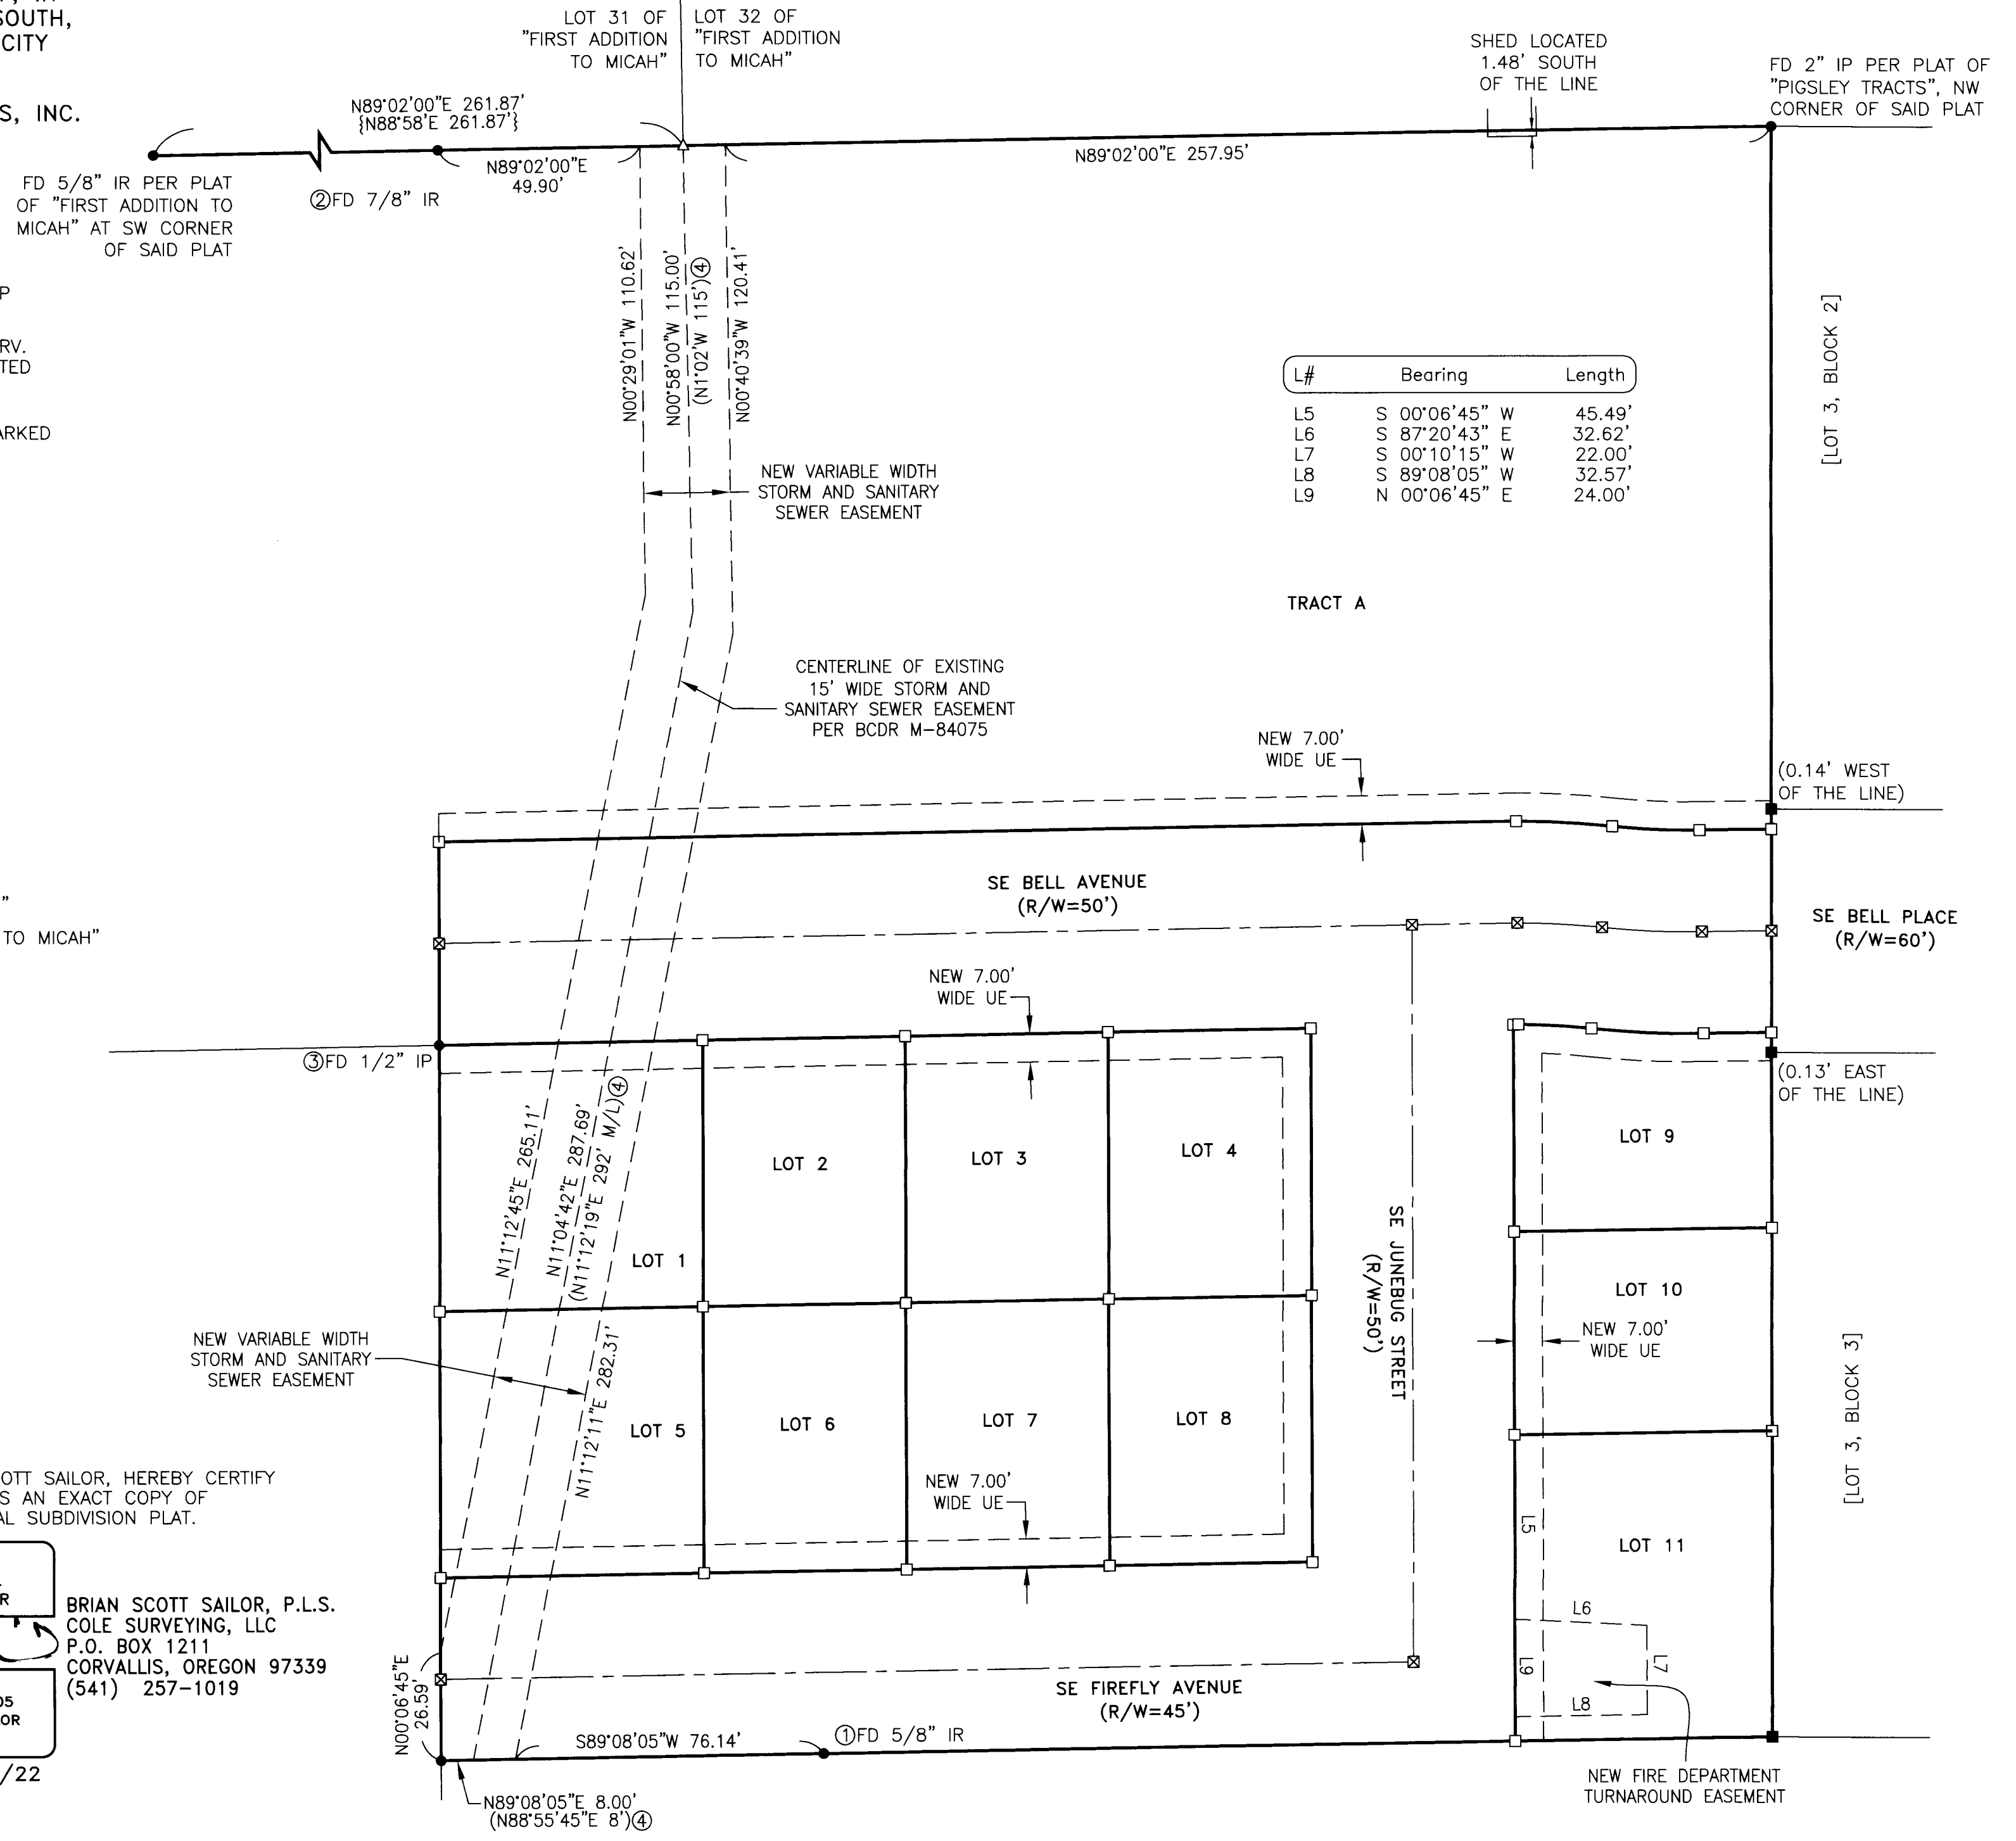 SOUTH,
CITY
S, INC.
LOT 31 OF
"FIRST ADDITION
TO MICAH"
LOT 32 OF
"FIRST ADDITION
TO MICAH"
SHED LOCATED
1.48' SOUTH
OF THE LINE
FD 2" IP PER PLAT OF
"PIGSLEY TRACTS", NW
CORNER OF SAID PLAT
N89°02'00"E 261.87'
{N88°58'E 261.87'}
N89°02'00"E
49.90'
N89°02'00"E 257.95'
FD 5/8" IR PER PLAT
OF "FIRST ADDITION TO
MICAH" AT SW CORNER
OF SAID PLAT
②FD 7/8" IR
P
RV.
TED
ARKED
N00°29'01"W 110.62'
N00°58'00"W 115.00'
(N1°02'W 115')④
N00°40'39"W 120.41'
[LOT 3, BLOCK 2]
L# Bearing Length
L5 S 00°06'45" W 45.49'
L6 S 87°20'43" E 32.62'
L7 S 00°10'15" W 22.00'
L8 S 89°08'05" W 32.57'
L9 N 00°06'45" E 24.00'
NEW VARIABLE WIDTH
STORM AND SANITARY
SEWER EASEMENT
TRACT A
CENTERLINE OF EXISTING
15' WIDE STORM AND
SANITARY SEWER EASEMENT
PER BCDR M-84075
NEW 7.00'
WIDE UE
(0.14' WEST
OF THE LINE)
"
TO MICAH"
SE BELL AVENUE
(R/W=50')
SE BELL PLACE
(R/W=60')
NEW 7.00'
WIDE UE
③FD 1/2" IP
(0.13' EAST
OF THE LINE)
N11°12'45"E 265.11'
N11°04'42"E 287.69'
(N11°12'19"E 292' M/L)④
N11°12'11"E 282.31'
LOT 1
LOT 2
LOT 3
LOT 4
LOT 9
SE JUNEBUG STREET
(R/W=50')
LOT 10
NEW 7.00'
WIDE UE
[LOT 3, BLOCK 3]
NEW VARIABLE WIDTH
STORM AND SANITARY
SEWER EASEMENT
LOT 5
LOT 6
LOT 7
LOT 8
NEW 7.00'
WIDE UE
L5
LOT 11
L6
L7
L9
L8
OTT SAILOR, HEREBY CERTIFY
S AN EXACT COPY OF
AL SUBDIVISION PLAT.
R
BRIAN SCOTT SAILOR, P.L.S.
COLE SURVEYING, LLC
P.O. BOX 1211
CORVALLIS, OREGON 97339
(541) 257-1019
05
OR
/22
N00°06'45"E
26.59'
SE FIREFLY AVENUE
(R/W=45')
S89°08'05"W 76.14'
①FD 5/8" IR
N89°08'05"E 8.00'
(N88°55'45"E 8')④
NEW FIRE DEPARTMENT
TURNAROUND EASEMENT